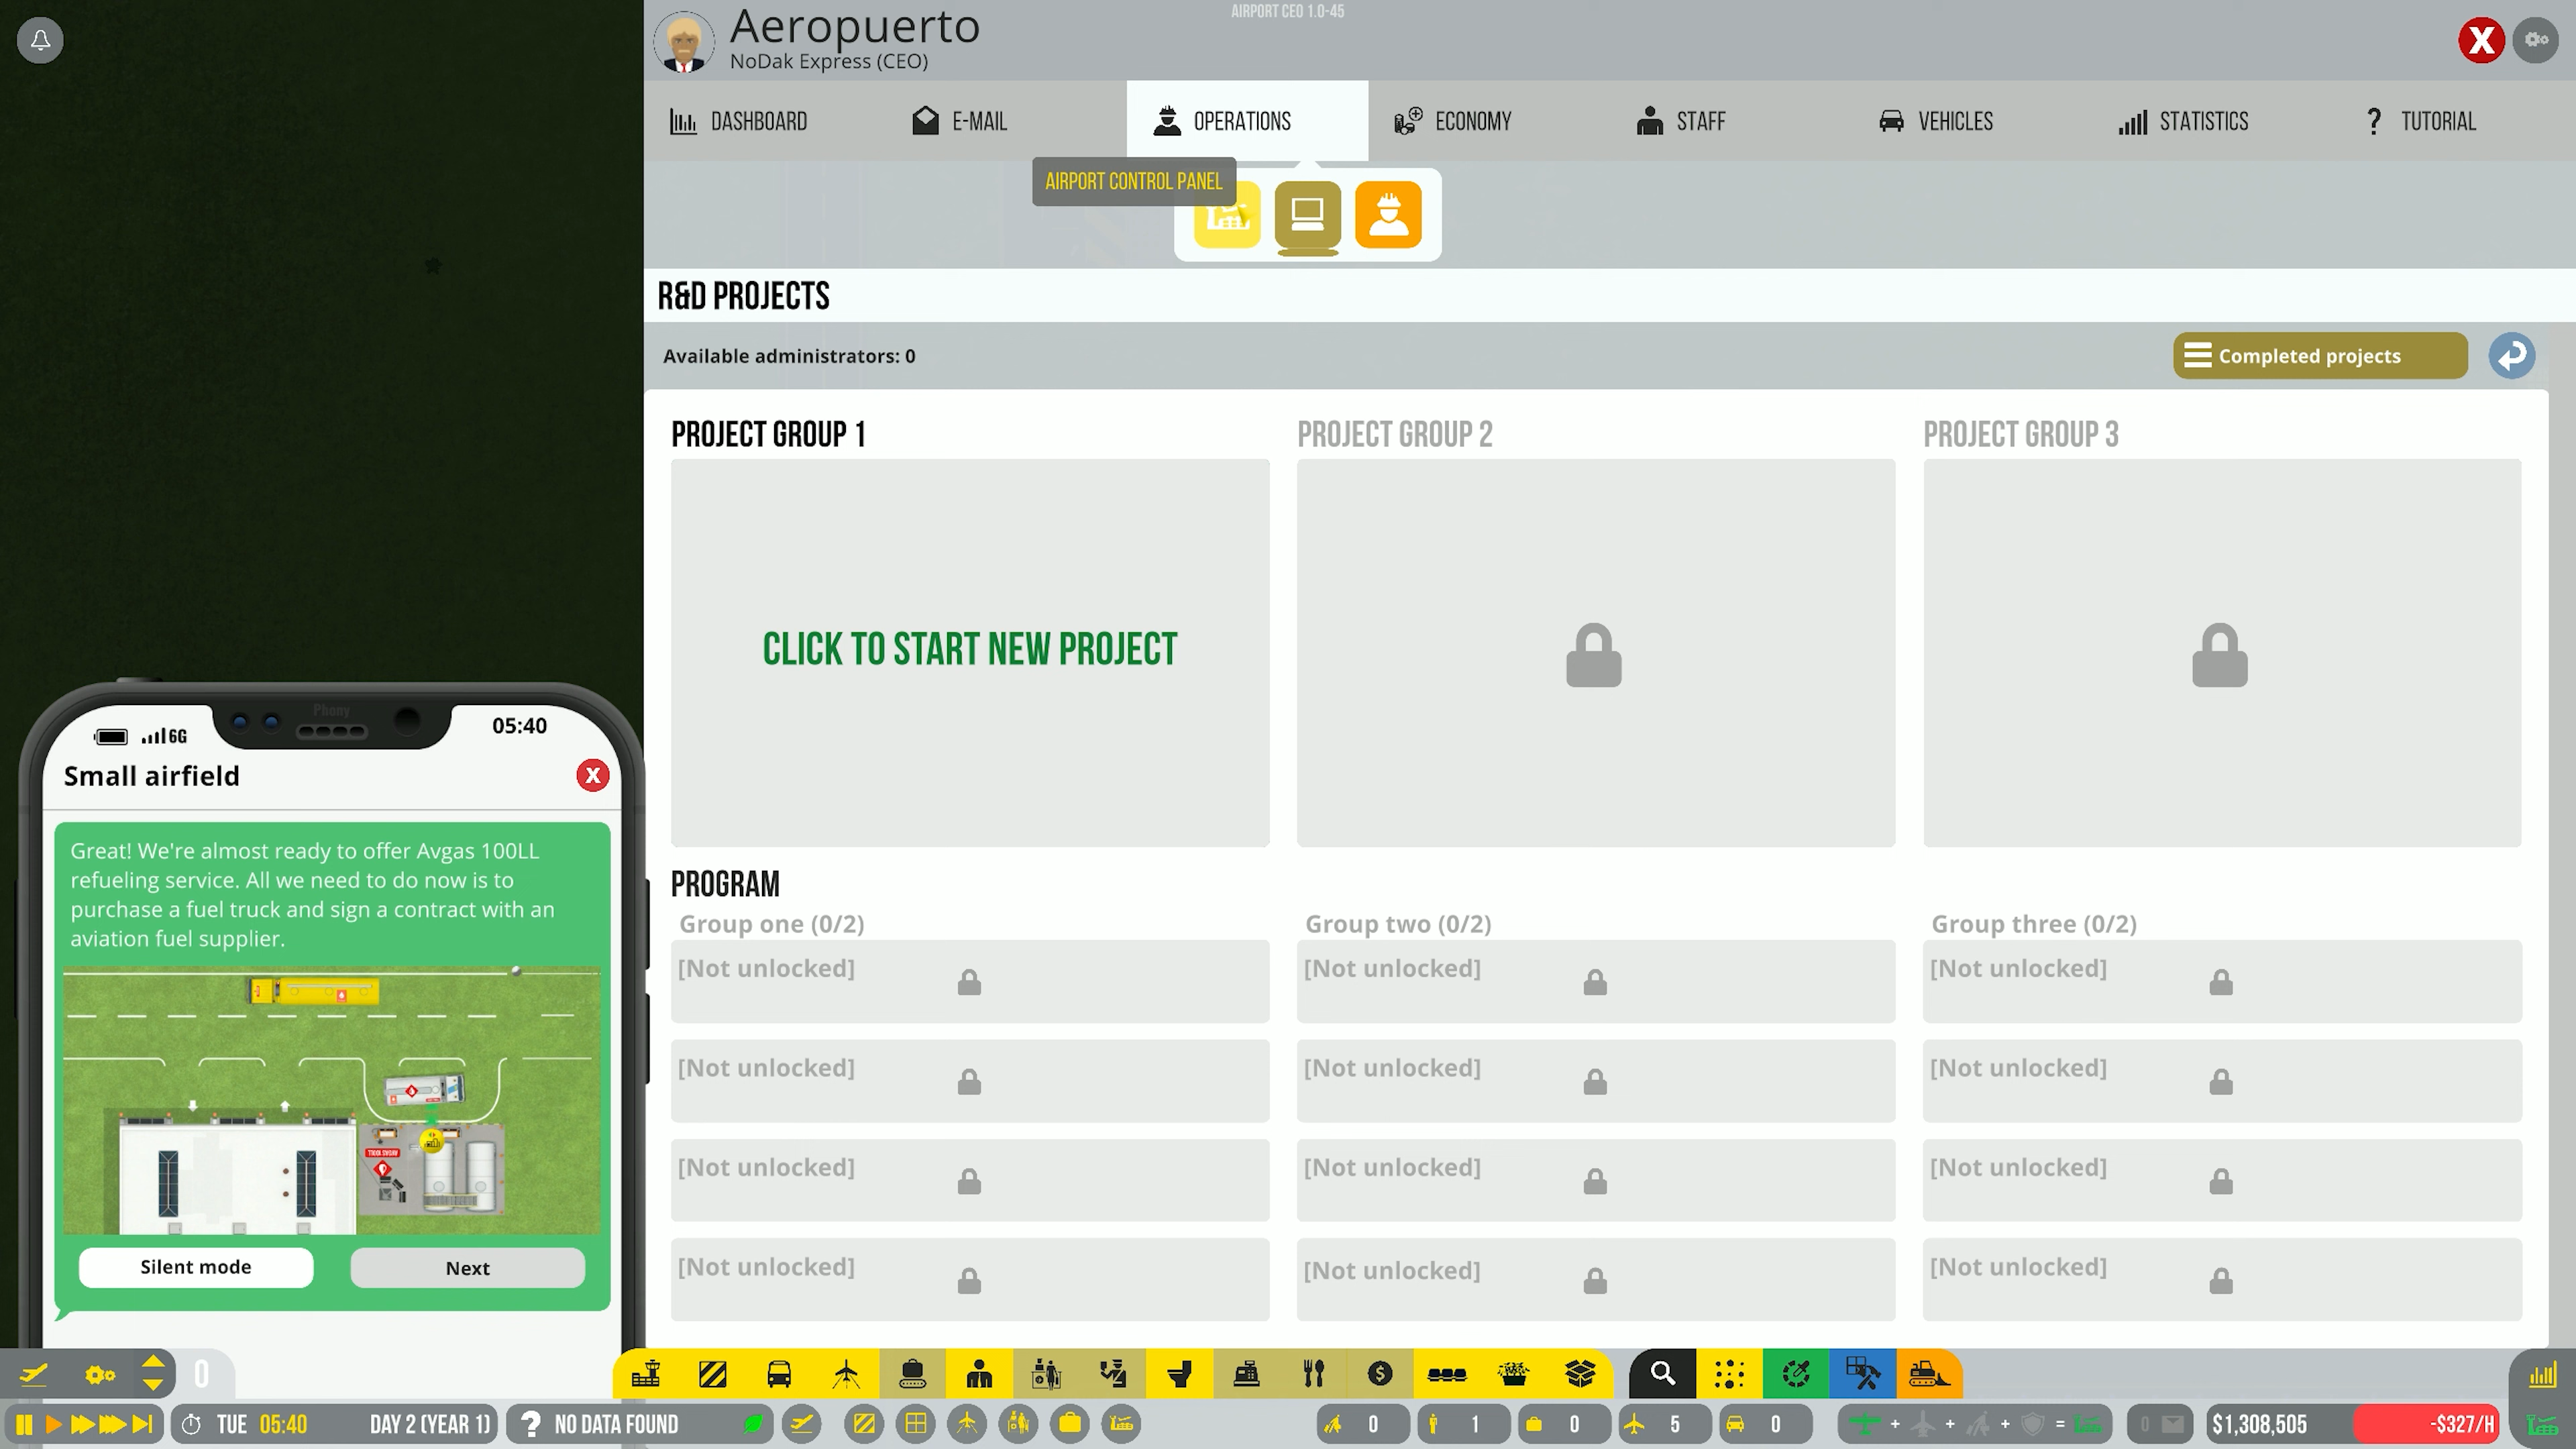 AIRPORT CEO 1.0-45
Aeropuerto
NoDak Express (CEO)
X
DASHBOARD
E-MAIL
OPERATIONS
ECONOMY
STAFF
VEHICLES
STATISTICS
? TUTORIAL
AIRPORT CONTROL PANEL
R&D PROJECTS
Available administrators: 0
Completed projects
PROJECT GROUP 1
PROJECT GROUP 2
PROJECT GROUP 3
CLICK TO START NEW PROJECT
PROGRAM
Group one (0/2)
Group two (0/2)
Group three (0/2)
[Not unlocked]
[Not unlocked]
[Not unlocked]
[Not unlocked]
[Not unlocked]
[Not unlocked]
[Not unlocked]
[Not unlocked]
[Not unlocked]
[Not unlocked]
[Not unlocked]
[Not unlocked]
Phony
6G
05:40
Small airfield
X
Great! We're almost ready to offer Avgas 100LL
refueling service. All we need to do now is to
purchase a fuel truck and sign a contract with an
aviation fuel supplier.
Silent mode
Next
0
TUE 05:40
DAY 2 (YEAR 1)
? NO DATA FOUND
0
1
0
5
0
+ + + =
0
$1,308,505
-$327/H